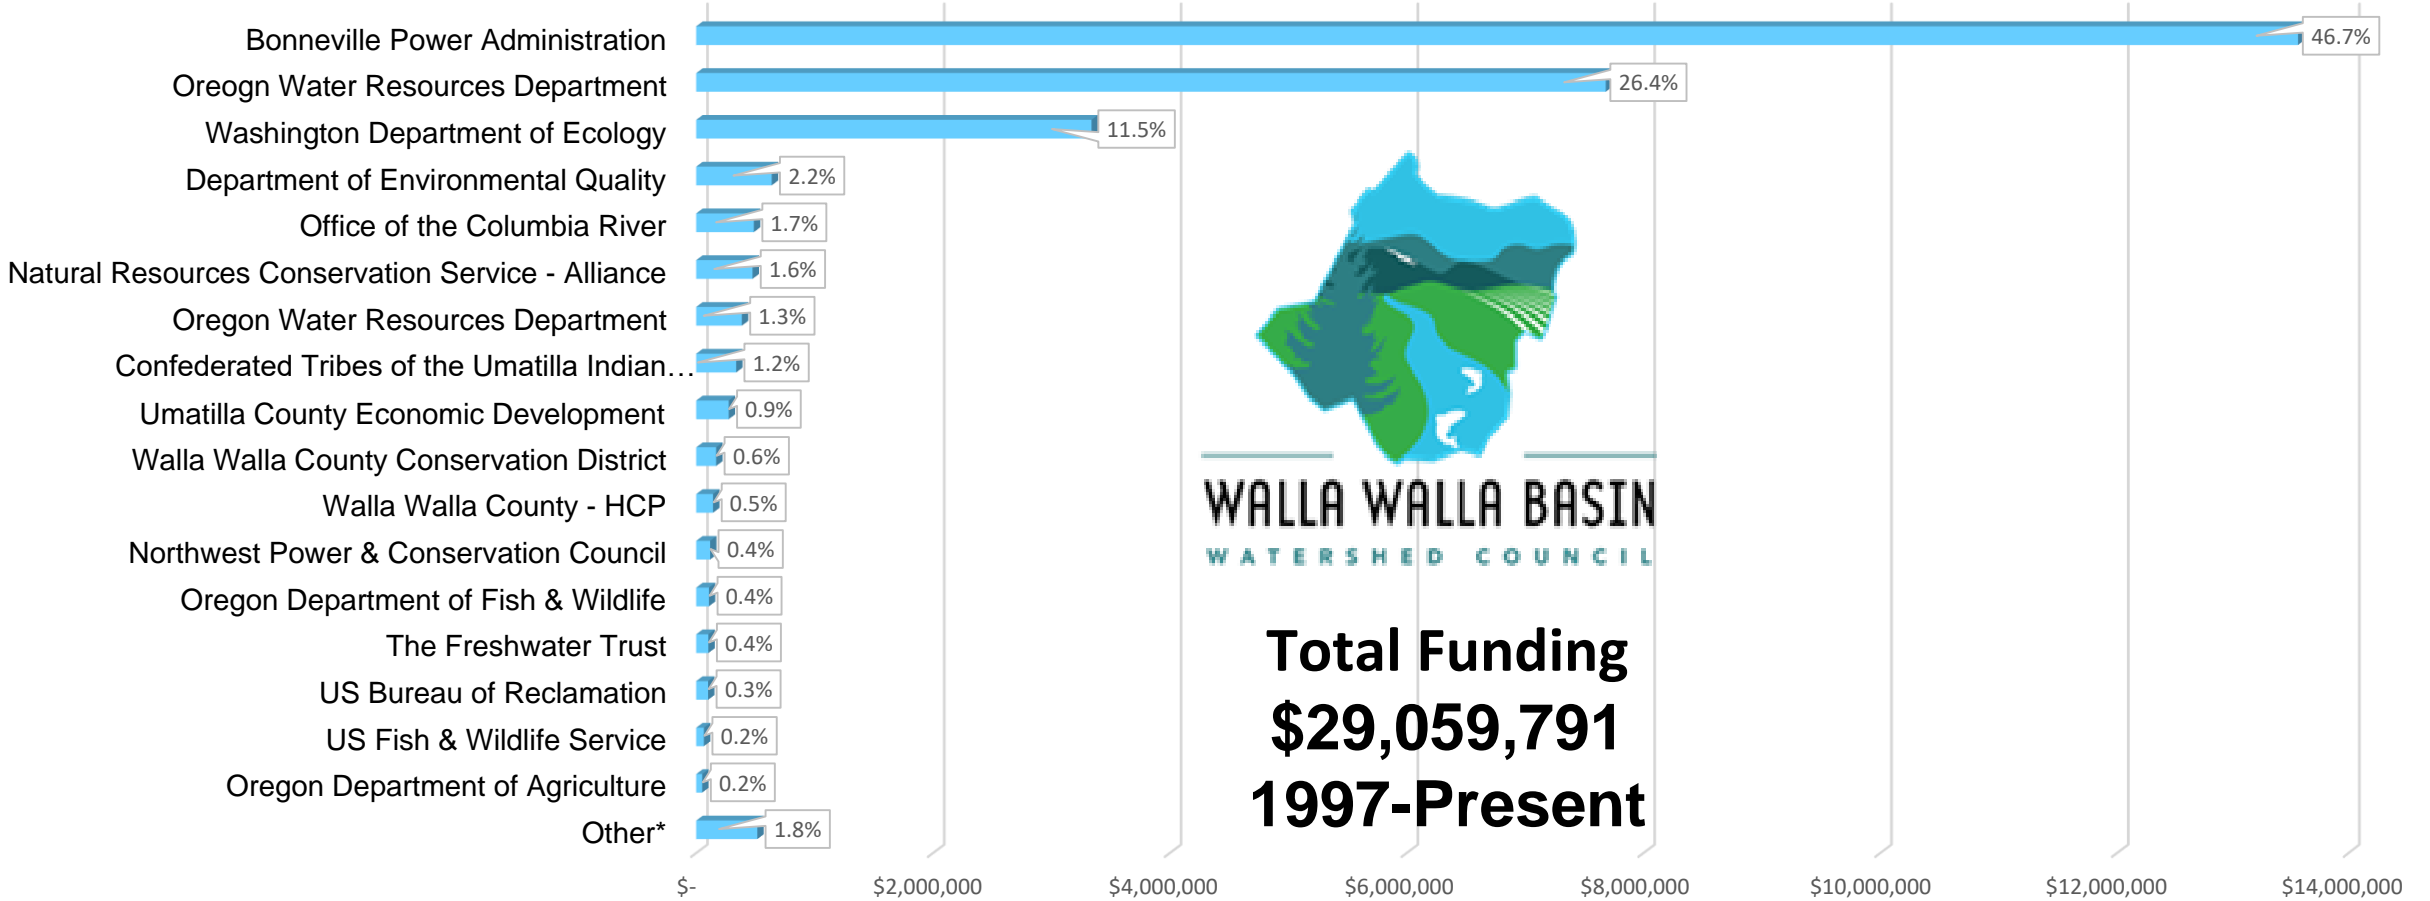 Bonneville Power Administration 46.7%
Oreogn Water Resources Department 26.4%
Washington Department of Ecology 11.5%
Department of Environmental Quality 2.2%
Office of the Columbia River 1.7%
Natural Resources Conservation Service - Alliance 1.6%
Oregon Water Resources Department 1.3%
Confederated Tribes of the Umatilla Indian... 1.2%
Umatilla County Economic Development 0.9%
Walla Walla County Conservation District 0.6%
Walla Walla County - HCP 0.5%
Northwest Power & Conservation Council 0.4%
Oregon Department of Fish & Wildlife 0.4%
The Freshwater Trust 0.4%
US Bureau of Reclamation 0.3%
US Fish & Wildlife Service 0.2%
Oregon Department of Agriculture 0.2%
Other* 1.8%
WALLA WALLA BASIN
WATERSHED COUNCIL
Total Funding
$29,059,791
1997-Present
$- $2,000,000 $4,000,000 $6,000,000 $8,000,000 $10,000,000 $12,000,000 $14,000,000